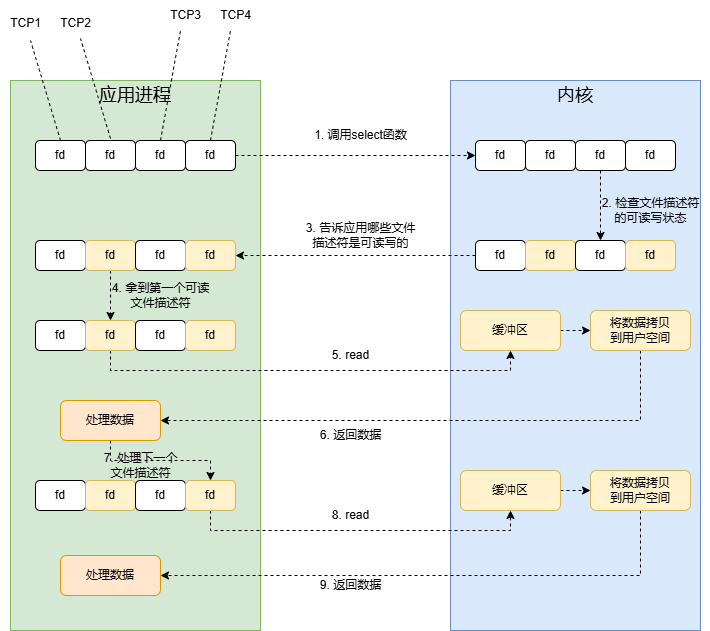 TCP1
TCP2
TCP3
TCP4
应用进程
内核
fd fd fd fd
1. 调用select函数
fd fd fd fd
2. 检查文件描述符
的可读写状态
3. 告诉应用哪些文件
描述符是可读写的
fd fd fd fd
fd fd fd fd
4. 拿到第一个可读
文件描述符
fd fd fd fd
缓冲区
将数据拷贝
到用户空间
5. read
处理数据
6. 返回数据
7. 处理下一个
文件描述符
fd fd fd fd
缓冲区
将数据拷贝
到用户空间
8. read
处理数据
9. 返回数据